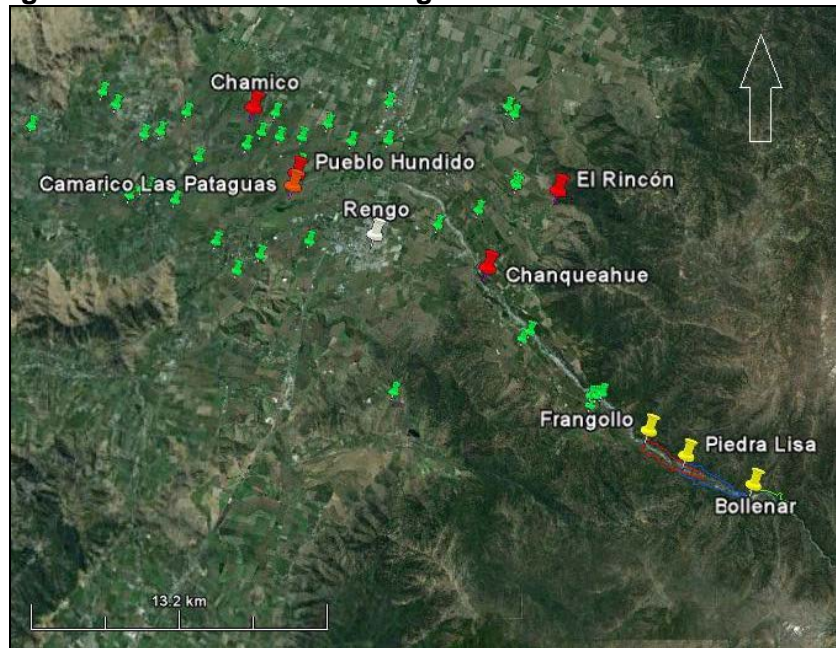 Chamico
Pueblo Hundido
Camarico Las Pataguas
El Rincón
Rengo
Chanqueahue
Frangollo
Piedra Lisa
Bollenar
13.2 km